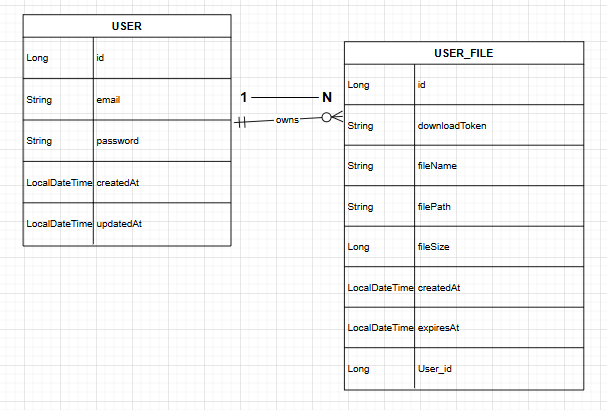 USER
Long id
String email
String password
LocalDateTime createdAt
LocalDateTime updatedAt
1 N
owns
USER_FILE
Long id
String downloadToken
String fileName
String filePath
Long fileSize
LocalDateTime createdAt
LocalDateTime expiresAt
Long User_id